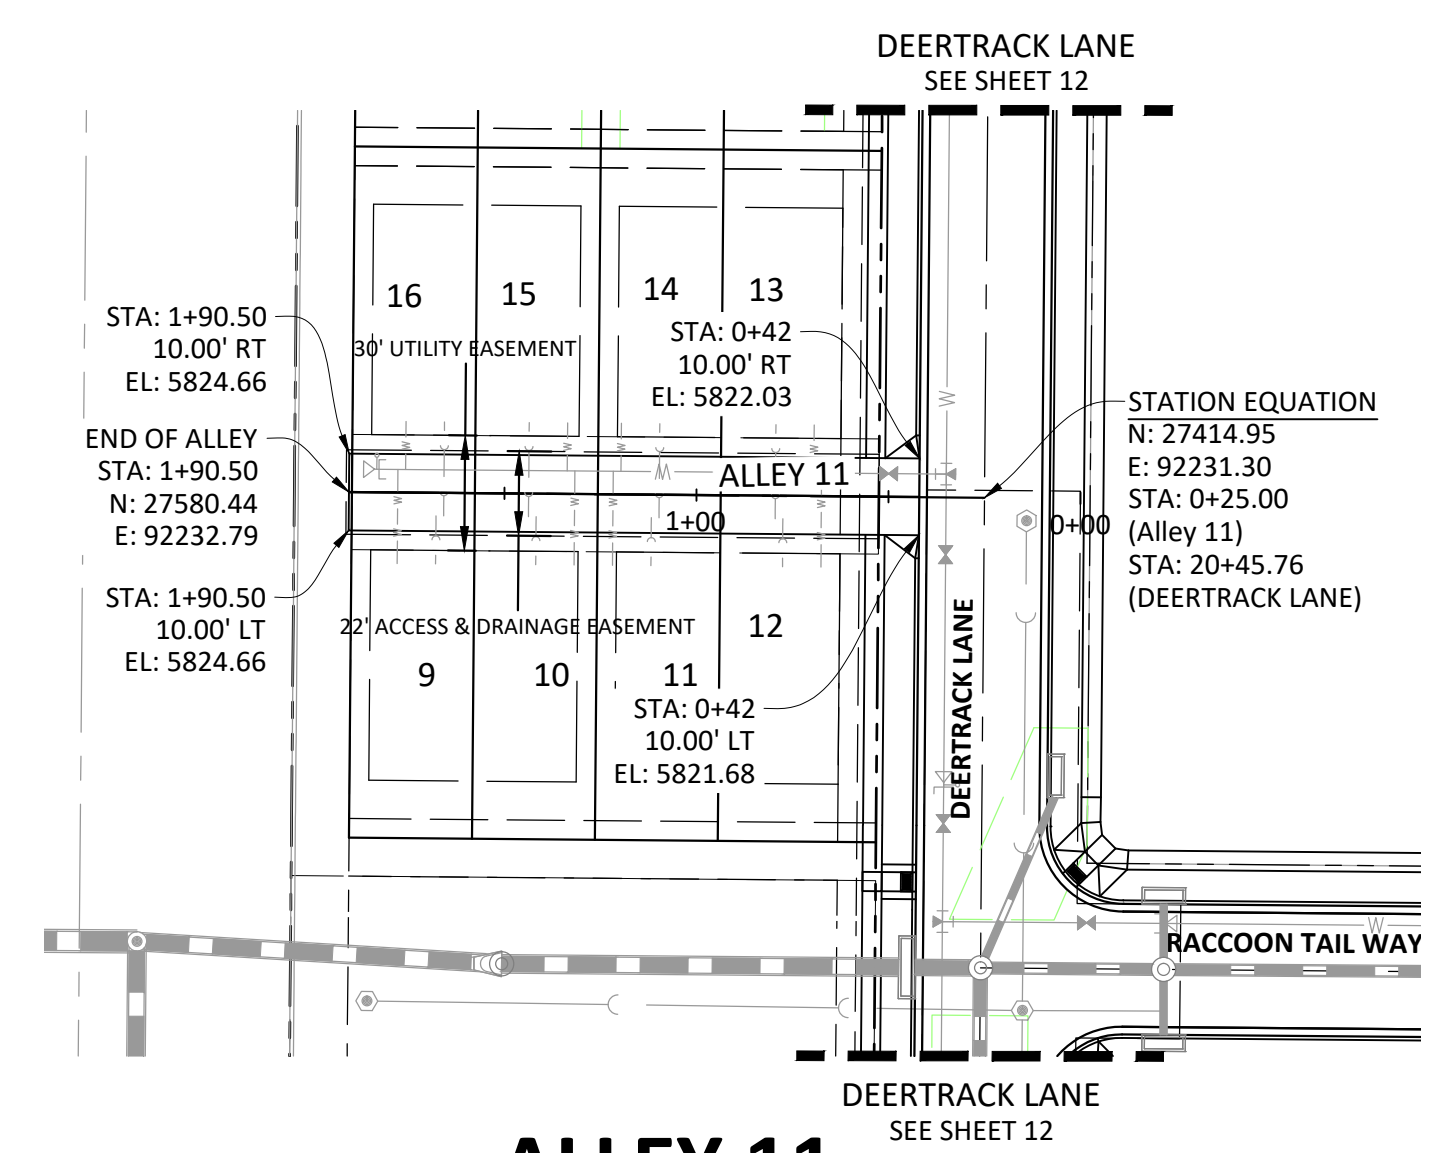 DEERTRACK LANE
SEE SHEET 12
16
15
14
13
STA: 1+90.50
10.00' RT
EL: 5824.66
30' UTILITY EASEMENT
STA: 0+42
10.00' RT
EL: 5822.03
END OF ALLEY
STA: 1+90.50
N: 27580.44
E: 92232.79
ALLEY 11
1+00
0+00
STATION EQUATION
N: 27414.95
E: 92231.30
STA: 0+25.00
(Alley 11)
STA: 20+45.76
(DEERTRACK LANE)
STA: 1+90.50
10.00' LT
EL: 5824.66
22' ACCESS & DRAINAGE EASEMENT
9
10
11
12
STA: 0+42
10.00' LT
EL: 5821.68
DEERTRACK LANE
RACCOON TAIL WAY
DEERTRACK LANE
SEE SHEET 12
ALLEY 11